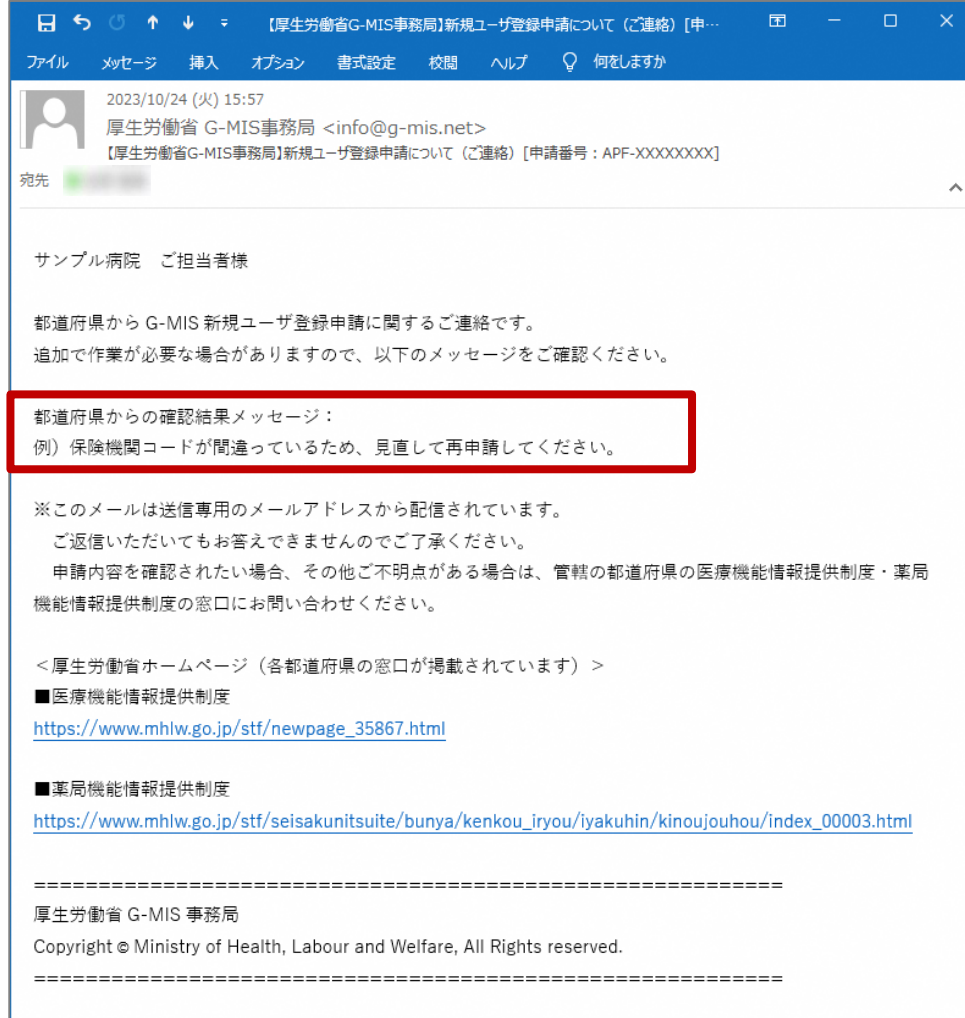 【厚生労働省G-MIS事務局】新規ユーザ登録申請について（ご連絡）[申…
ファイル メッセージ 挿入 オプション 書式設定 校閲 ヘルプ 何をしますか
2023/10/24 (火) 15:57
厚生労働省 G-MIS事務局 <info@g-mis.net>
【厚生労働省G-MIS事務局】新規ユーザ登録申請について（ご連絡）[申請番号：APF-XXXXXXXX]
宛先
サンプル病院　ご担当者様
都道府県から G-MIS 新規ユーザ登録申請に関するご連絡です。
追加で作業が必要な場合がありますので、以下のメッセージをご確認ください。
都道府県からの確認結果メッセージ：
例）保険機関コードが間違っているため、見直して再申請してください。
※このメールは送信専用のメールアドレスから配信されています。
ご返信いただいてもお答えできませんのでご了承ください。
申請内容を確認されたい場合、その他ご不明点がある場合は、管轄の都道府県の医療機能情報提供制度・薬局
機能情報提供制度の窓口にお問い合わせください。
＜厚生労働省ホームページ（各都道府県の窓口が掲載されています）＞
■医療機能情報提供制度
https://www.mhlw.go.jp/stf/newpage_35867.html
■薬局機能情報提供制度
https://www.mhlw.go.jp/stf/seisakunitsuite/bunya/kenkou_iryou/iyakuhin/kinoujouhou/index_00003.html
==========================================================
厚生労働省 G-MIS 事務局
Copyright © Ministry of Health, Labour and Welfare, All Rights reserved.
==========================================================